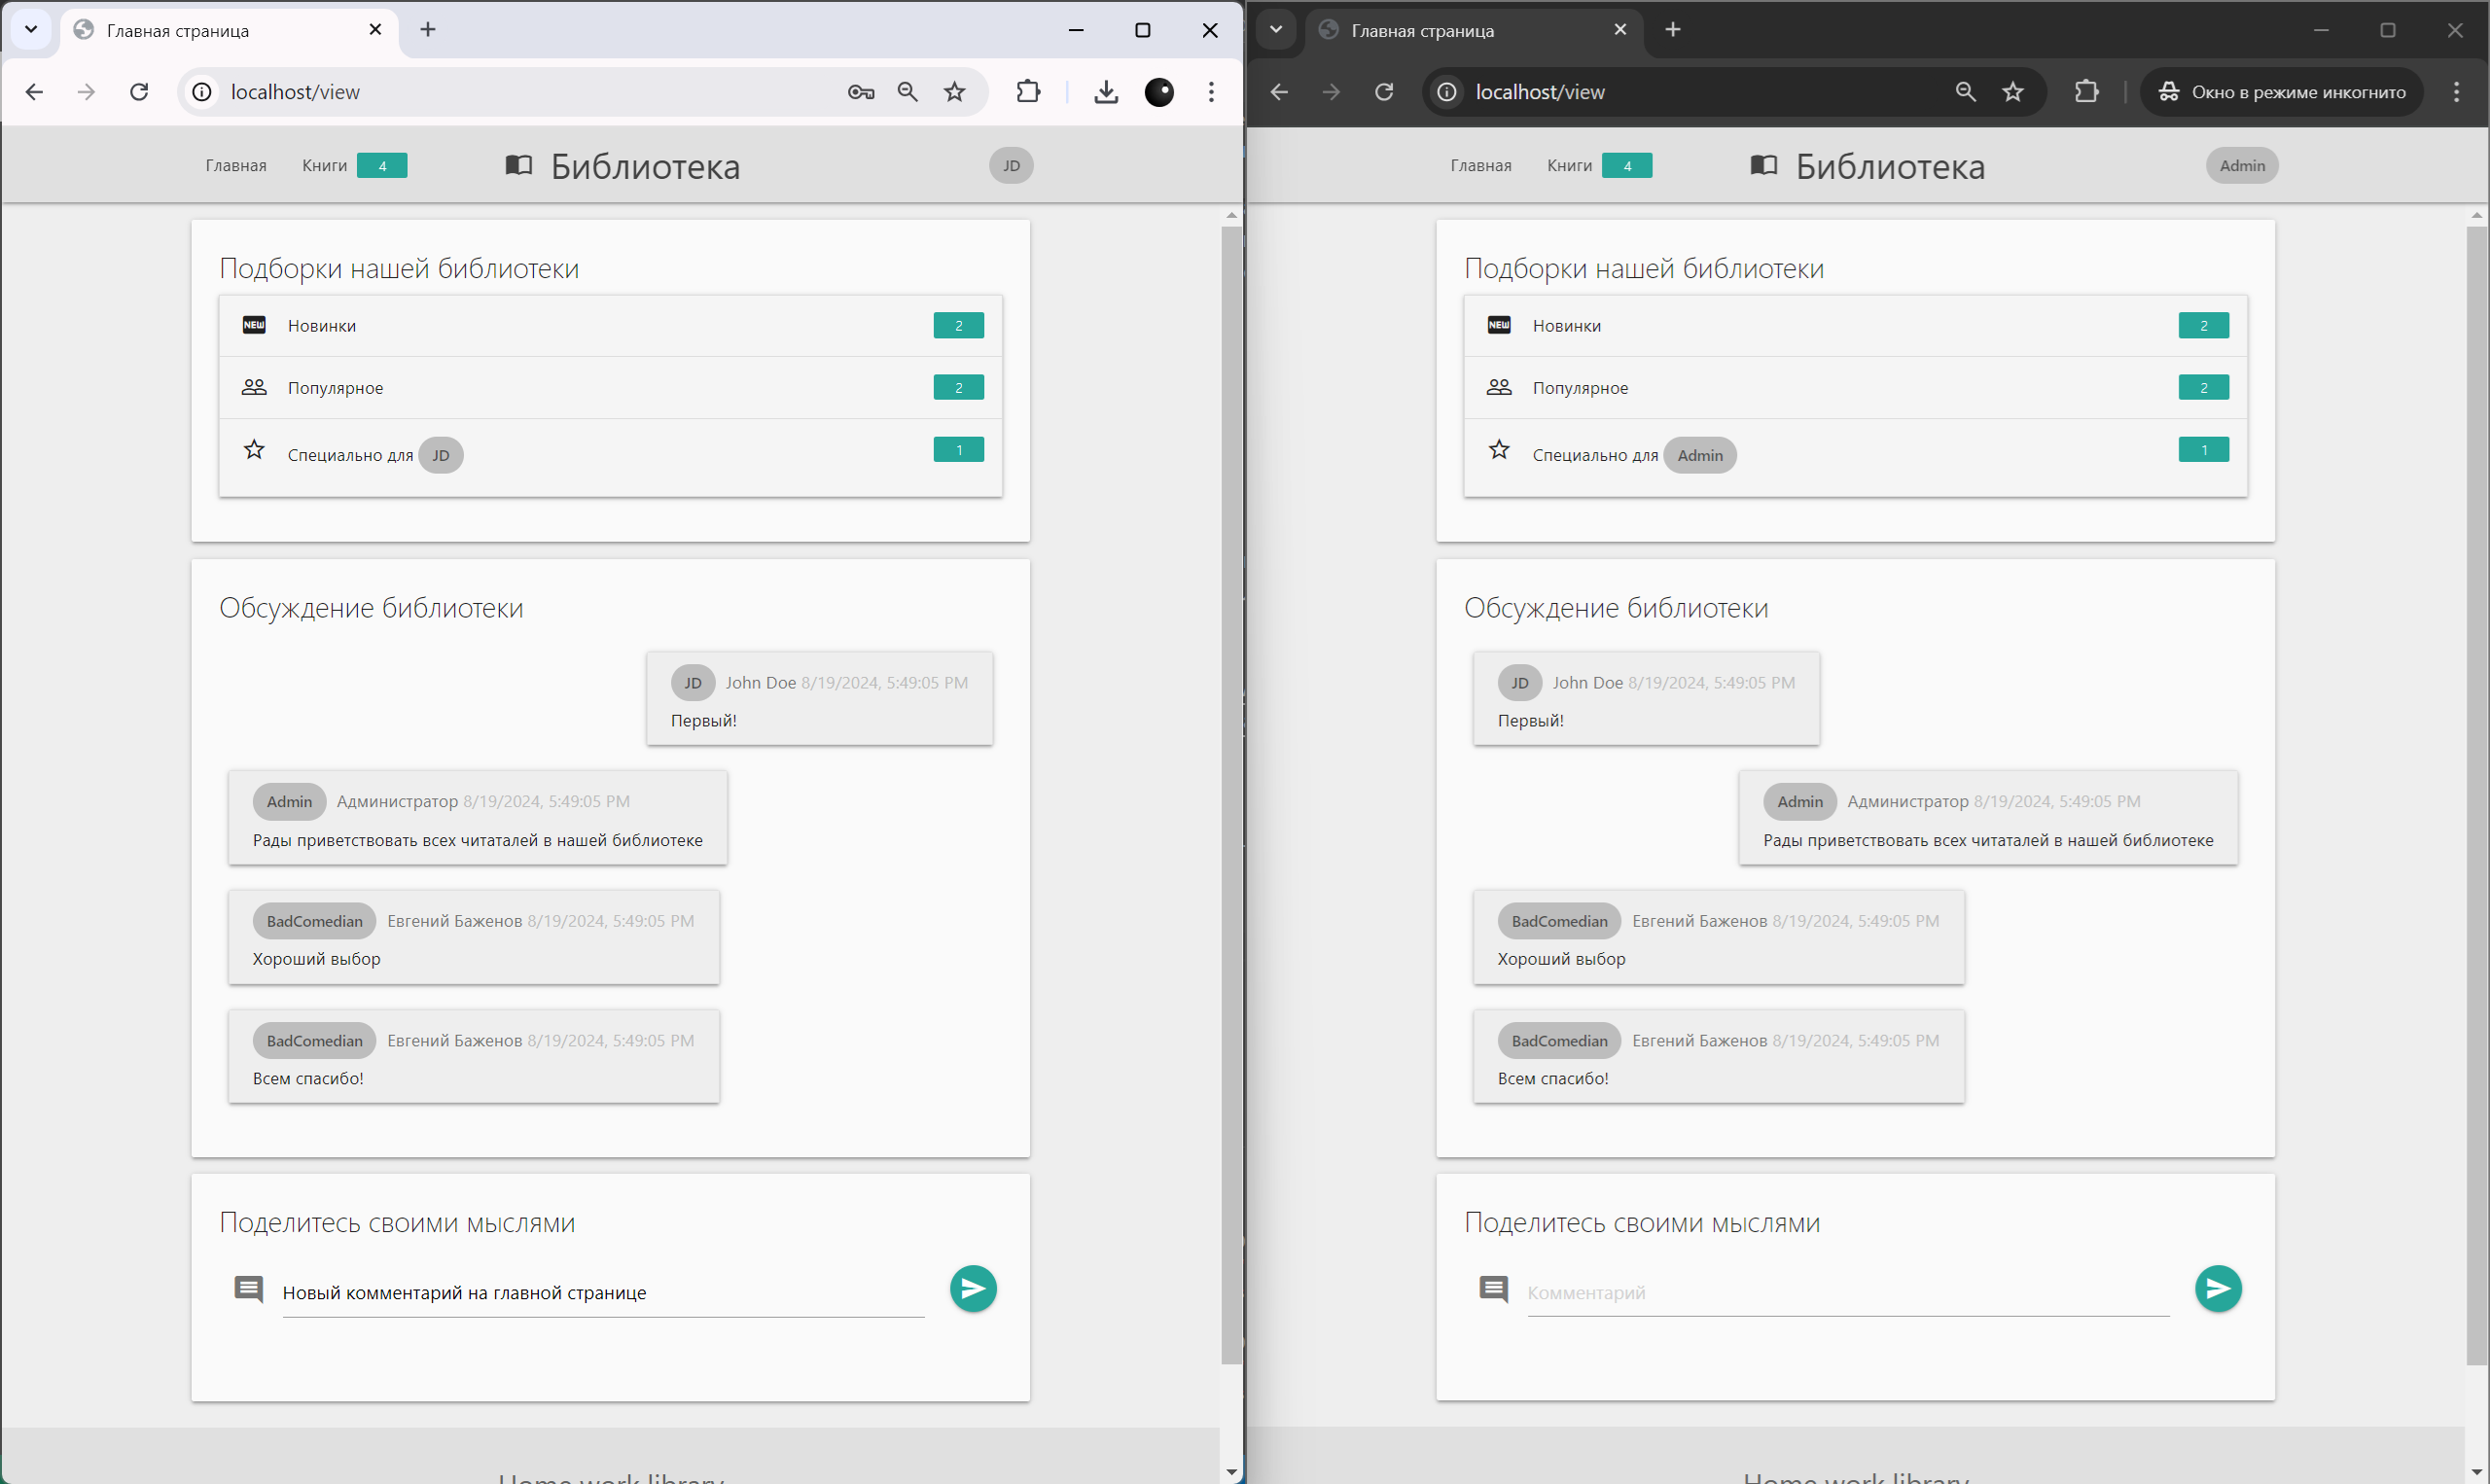 Главная страница
localhost/view
Главная Книги 4 Библиотека JD
Подборки нашей библиотеки
NEW Новинки 2
Популярное 2
Специально для JD 1
Обсуждение библиотеки
JD John Doe 8/19/2024, 5:49:05 PM
Первый!
Admin Администратор 8/19/2024, 5:49:05 PM
Рады приветствовать всех читаталей в нашей библиотеке
BadComedian Евгений Баженов 8/19/2024, 5:49:05 PM
Хороший выбор
BadComedian Евгений Баженов 8/19/2024, 5:49:05 PM
Всем спасибо!
Поделитесь своими мыслями
Новый комментарий на главной странице
Home work library
Главная страница
localhost/view Окно в режиме инкогнито
Главная Книги 4 Библиотека Admin
Подборки нашей библиотеки
NEW Новинки 2
Популярное 2
Специально для Admin 1
Обсуждение библиотеки
JD John Doe 8/19/2024, 5:49:05 PM
Первый!
Admin Администратор 8/19/2024, 5:49:05 PM
Рады приветствовать всех читаталей в нашей библиотеке
BadComedian Евгений Баженов 8/19/2024, 5:49:05 PM
Хороший выбор
BadComedian Евгений Баженов 8/19/2024, 5:49:05 PM
Всем спасибо!
Поделитесь своими мыслями
Комментарий
Home work library